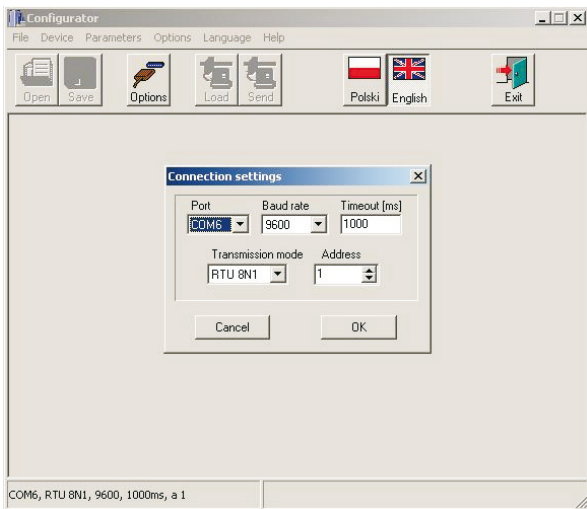 Configurator
File Device Parameters Options Language Help
Open Save Options Load Send Polski English Exit
Connection settings
Port Baud rate Timeout [ms]
COM6 9600 1000
Transmission mode Address
RTU 8N1 1
Cancel OK
COM6, RTU 8N1, 9600, 1000ms, a 1